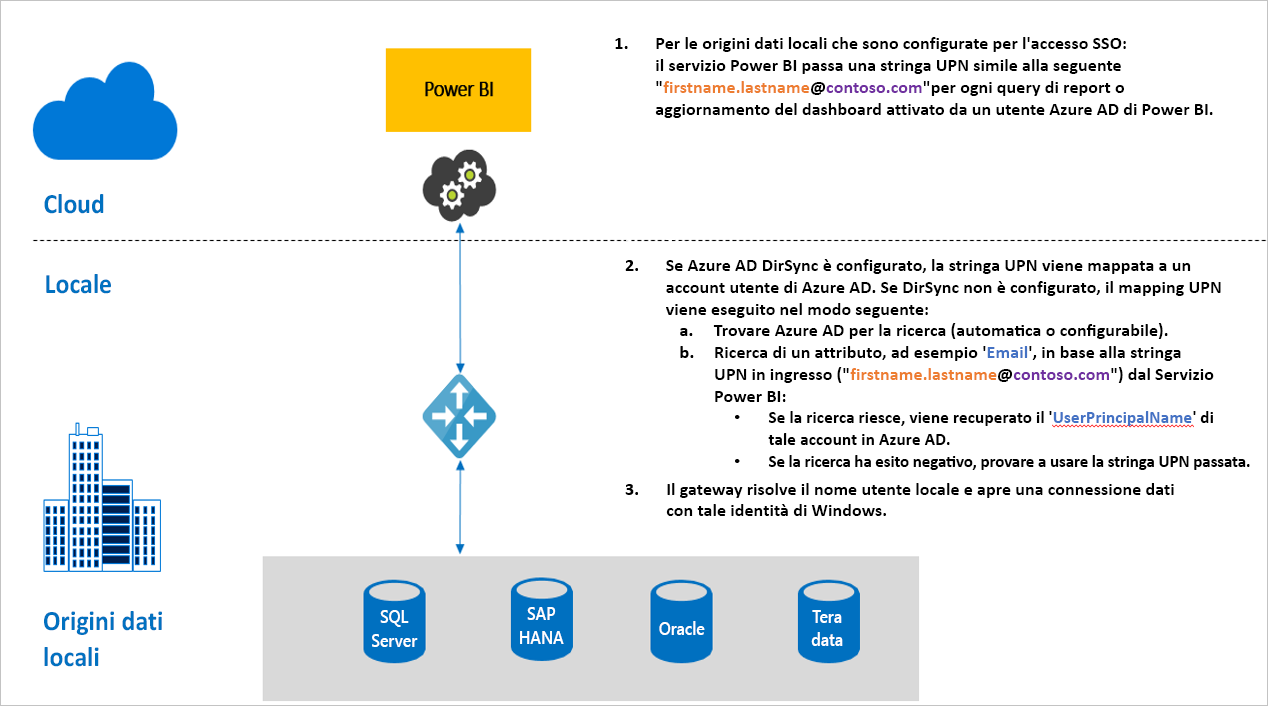 Power BI
Cloud
1. Per le origini dati locali che sono configurate per l'accesso SSO:
il servizio Power BI passa una stringa UPN simile alla seguente
"firstname.lastname@contoso.com"per ogni query di report o
aggiornamento del dashboard attivato da un utente Azure AD di Power BI.
Locale
2. Se Azure AD DirSync è configurato, la stringa UPN viene mappata a un
account utente di Azure AD. Se DirSync non è configurato, il mapping UPN
viene eseguito nel modo seguente:
a. Trovare Azure AD per la ricerca (automatica o configurabile).
b. Ricerca di un attributo, ad esempio 'Email', in base alla stringa
UPN in ingresso ("firstname.lastname@contoso.com") dal Servizio
Power BI:
• Se la ricerca riesce, viene recuperato il 'UserPrincipalName' di
tale account in Azure AD.
• Se la ricerca ha esito negativo, provare a usare la stringa UPN passata.
3. Il gateway risolve il nome utente locale e apre una connessione dati
con tale identità di Windows.
Origini dati
locali
SQL
Server
SAP
HANA
Oracle
Tera
data